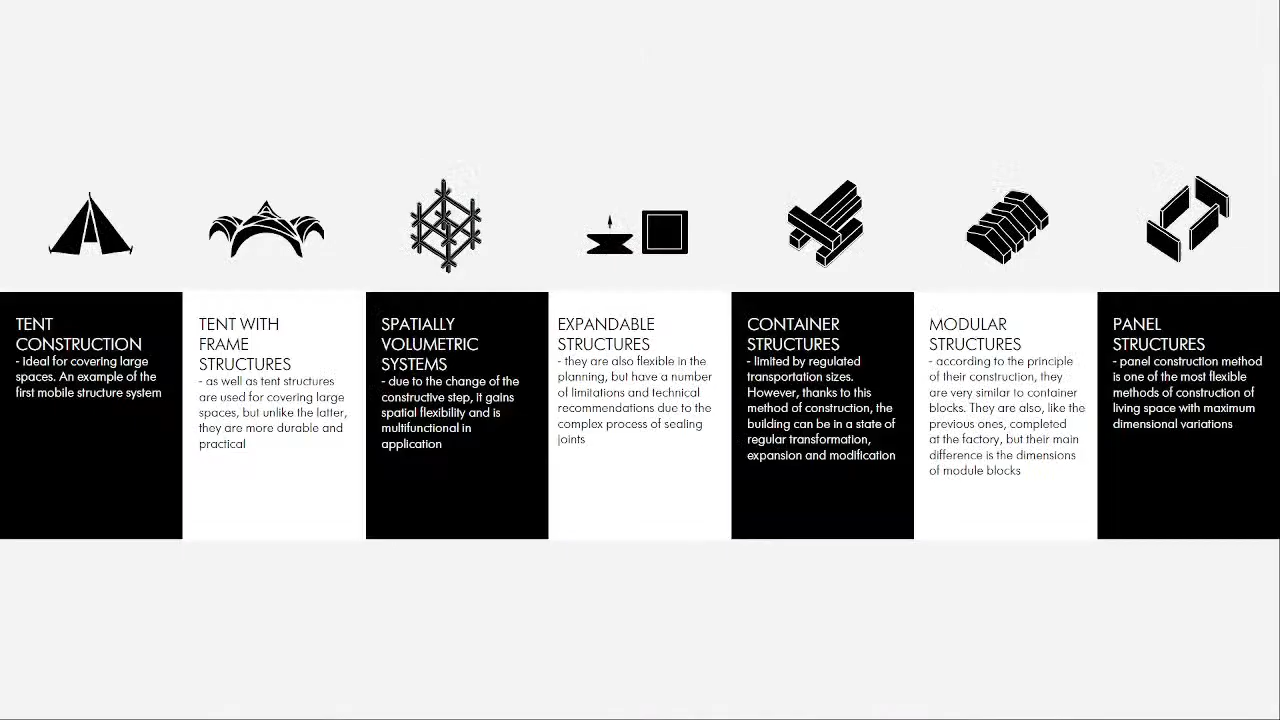 TENT
CONSTRUCTION
- ideal for covering large
spaces. An example of the
first mobile structure system
TENT WITH
FRAME
STRUCTURES
- as well as tent structures
are used for covering large
spaces, but unlike the latter,
they are more durable and
practical
SPATIALLY
VOLUMETRIC
SYSTEMS
- due to the change of the
constructive step, it gains
spatial flexibility and is
multifunctional in
application
EXPANDABLE
STRUCTURES
- they are also flexible in the
planning, but have a number
of limitations and technical
recommendations due to the
complex process of sealing
joints
CONTAINER
STRUCTURES
- limited by regulated
transportation sizes.
However, thanks to this
method of construction, the
building can be in a state of
regular transformation,
expansion and modification
MODULAR
STRUCTURES
- according to the principle
of their construction, they
are very similar to container
blocks. They are also, like the
previous ones, completed
at the factory, but their main
difference is the dimensions
of module blocks
PANEL
STRUCTURES
- panel construction method
is one of the most flexible
methods of construction of
living space with maximum
dimensional variations